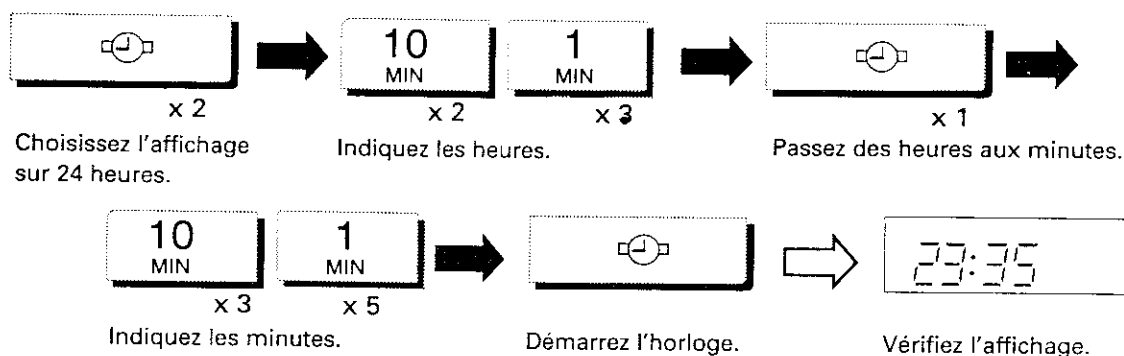 10 MIN 1 MIN
x 2 x 2 x 3 x 1
Choisissez l'affichage sur 24 heures.
Indiquez les heures.
Passez des heures aux minutes.
10 MIN 1 MIN
23:35
x 3 x 5
Indiquez les minutes.
Démarrez l'horloge.
Vérifiez l'affichage.